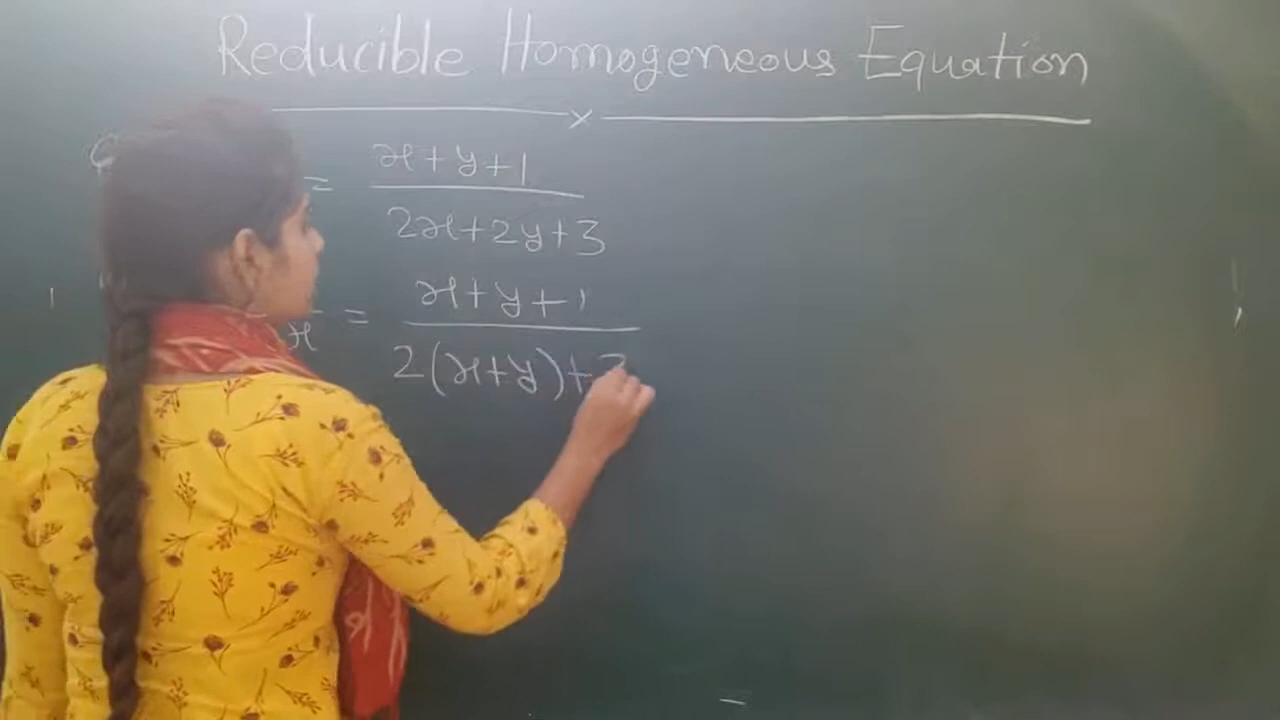 Reducible Homogeneous Equation
= x+y+1 / 2x+2y+3
x = x+y+1 / 2(x+y)+3